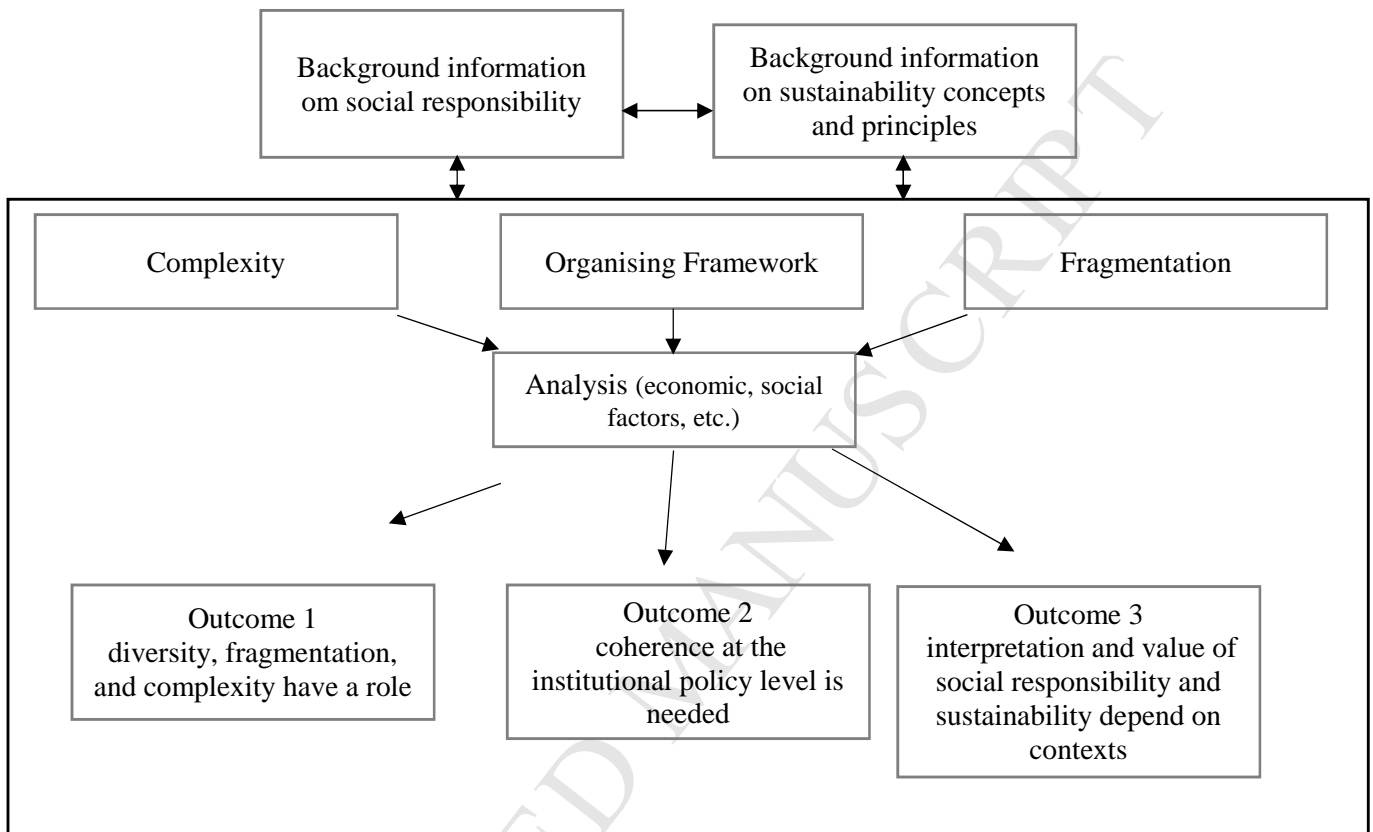 Background information
om social responsibility
Background information
on sustainability concepts
and principles
Complexity
Organising Framework
Fragmentation
Analysis (economic, social
factors, etc.)
Outcome 1
diversity, fragmentation,
and complexity have a role
Outcome 2
coherence at the
institutional policy level is
needed
Outcome 3
interpretation and value of
social responsibility and
sustainability depend on
contexts
ED MANUSCRIPT